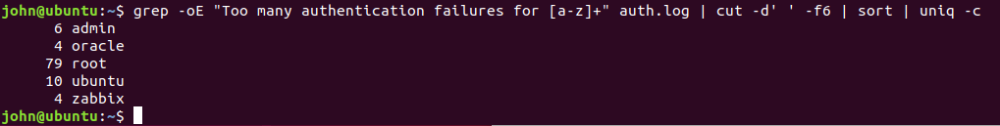 john@ubuntu:~$ grep -oE "Too many authentication failures for [a-z]+" auth.log | cut -d' ' -f6 | sort | uniq -c
      6 admin
      4 oracle
     79 root
     10 ubuntu
      4 zabbix
john@ubuntu:~$